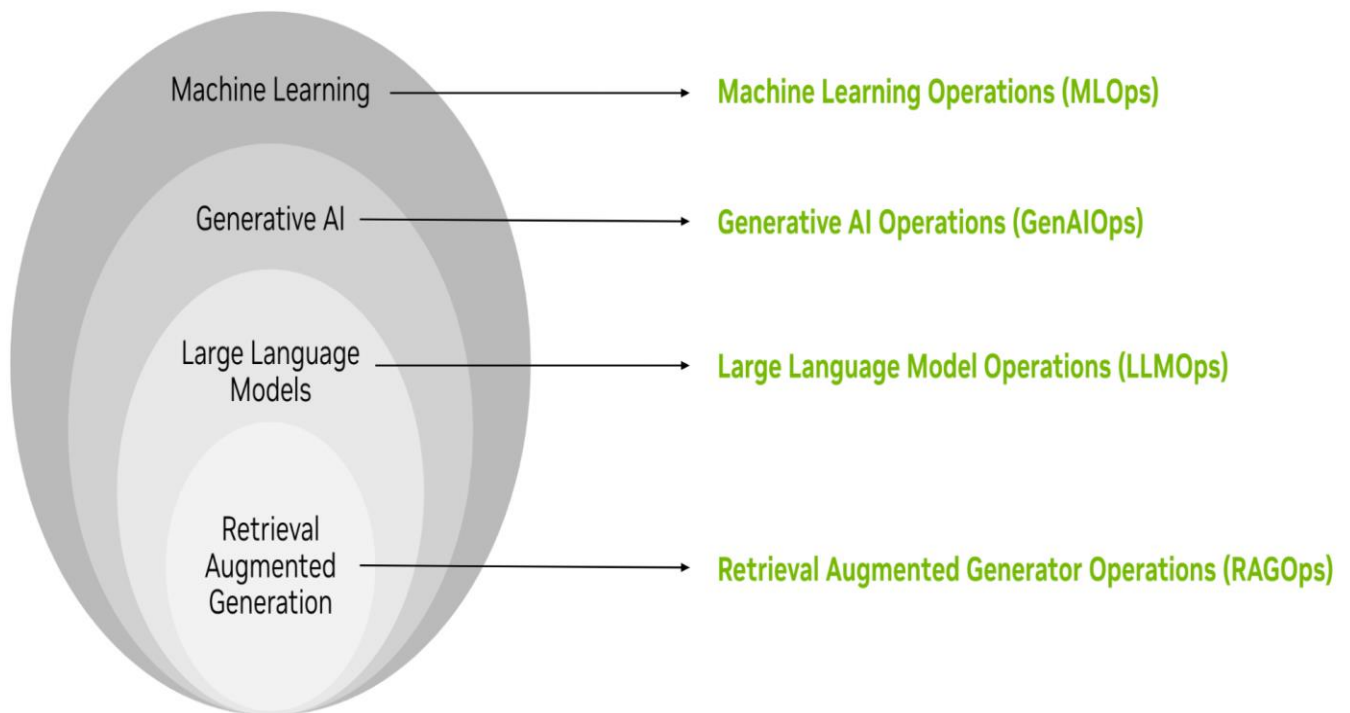 Machine Learning
Machine Learning Operations (MLOps)
Generative AI
Generative AI Operations (GenAIOps)
Large Language
Models
Large Language Model Operations (LLMOps)
Retrieval
Augmented
Generation
Retrieval Augmented Generator Operations (RAGOps)